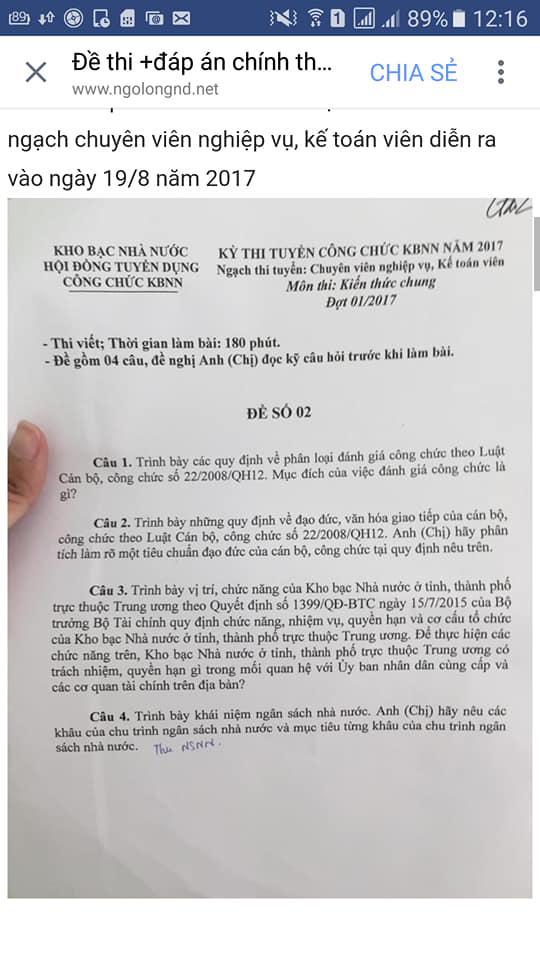 89% 12:16
Đề thi +đáp án chính th...
www.ngolongnd.net
CHIA SẺ
ngạch chuyên viên nghiệp vụ, kế toán viên diễn ra
vào ngày 19/8 năm 2017
KHO BẠC NHÀ NƯỚC
HỘI ĐỒNG TUYỂN DỤNG
CÔNG CHỨC KBNN
KỲ THI TUYỂN CÔNG CHỨC KBNN NĂM 2017
Ngạch thi tuyển: Chuyên viên nghiệp vụ, Kế toán viên
Môn thi: Kiến thức chung
Đợt 01/2017
- Thi viết; Thời gian làm bài: 180 phút.
- Đề gồm 04 câu, đề nghị Anh (Chị) đọc kỹ câu hỏi trước khi làm bài.
ĐỀ SỐ 02
Câu 1. Trình bày các quy định về phân loại đánh giá công chức theo Luật
Cán bộ, công chức số 22/2008/QH12. Mục đích của việc đánh giá công chức là
gì?
Câu 2. Trình bày những quy định về đạo đức, văn hóa giao tiếp của cán bộ,
công chức theo Luật Cán bộ, công chức số 22/2008/QH12. Anh (Chị) hãy phân
tích làm rõ một tiêu chuẩn đạo đức của cán bộ, công chức tại quy định nêu trên.
Câu 3. Trình bày vị trí, chức năng của Kho bạc Nhà nước ở tỉnh, thành phố
trực thuộc Trung ương theo Quyết định số 1399/QĐ-BTC ngày 15/7/2015 của Bộ
trưởng Bộ Tài chính quy định chức năng, nhiệm vụ, quyền hạn và cơ cấu tổ chức
của Kho bạc Nhà nước ở tỉnh, thành phố trực thuộc Trung ương. Để thực hiện các
chức năng trên, Kho bạc Nhà nước ở tỉnh, thành phố trực thuộc Trung ương có
trách nhiệm, quyền hạn gì trong mối quan hệ với Ủy ban nhân dân cùng cấp và
các cơ quan tài chính trên địa bàn?
Câu 4. Trình bày khái niệm ngân sách nhà nước. Anh (Chị) hãy nêu các
khâu của chu trình ngân sách nhà nước và mục tiêu từng khâu của chu trình ngân
sách nhà nước. Thu NSNN.